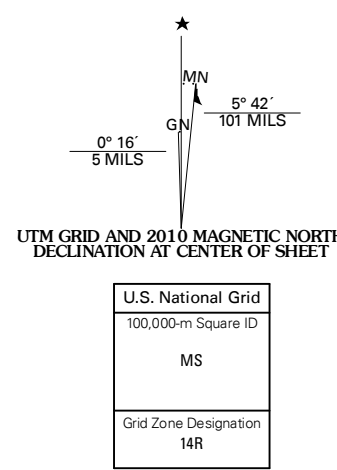 ★
MN
GN
5° 42´
101 MILS
0° 16´
5 MILS
UTM GRID AND 2010 MAGNETIC NORTH
DECLINATION AT CENTER OF SHEET
U.S. National Grid
100,000-m Square ID
MS
Grid Zone Designation
14R